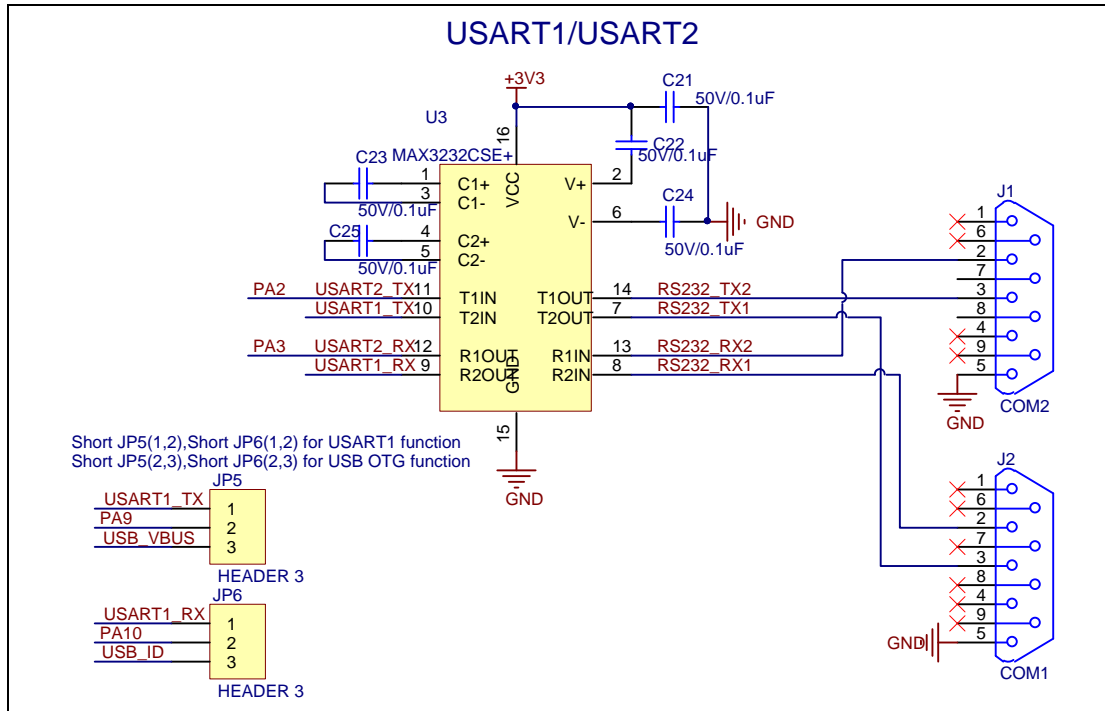 USART1/USART2
+3V3
C21
50V/0.1uF
U3
16
C22
50V/0.1uF
MAX3232CSE+
C23
1
C1+
VCC
V+
2
3
C1-
50V/0.1uF
C24
V-
6
GND
50V/0.1uF
C25
4
C2+
5
C2-
50V/0.1uF
PA2
USART2_TX
11
T1IN
T1OUT
14
RS232_TX2
USART1_TX
10
T2IN
T2OUT
7
RS232_TX1
PA3
USART2_RX
12
R1OUT
R1IN
13
RS232_RX2
USART1_RX
9
R2OUT
R2IN
8
RS232_RX1
GND
15
GND
J1
1
6
2
7
3
8
4
9
5
GND
COM2
Short JP5(1,2),Short JP6(1,2) for USART1 function
Short JP5(2,3),Short JP6(2,3) for USB OTG function
JP5
USART1_TX
1
PA9
2
USB_VBUS
3
HEADER 3
JP6
USART1_RX
1
PA10
2
USB_ID
3
HEADER 3
J2
1
6
2
7
3
8
4
9
5
GND
COM1